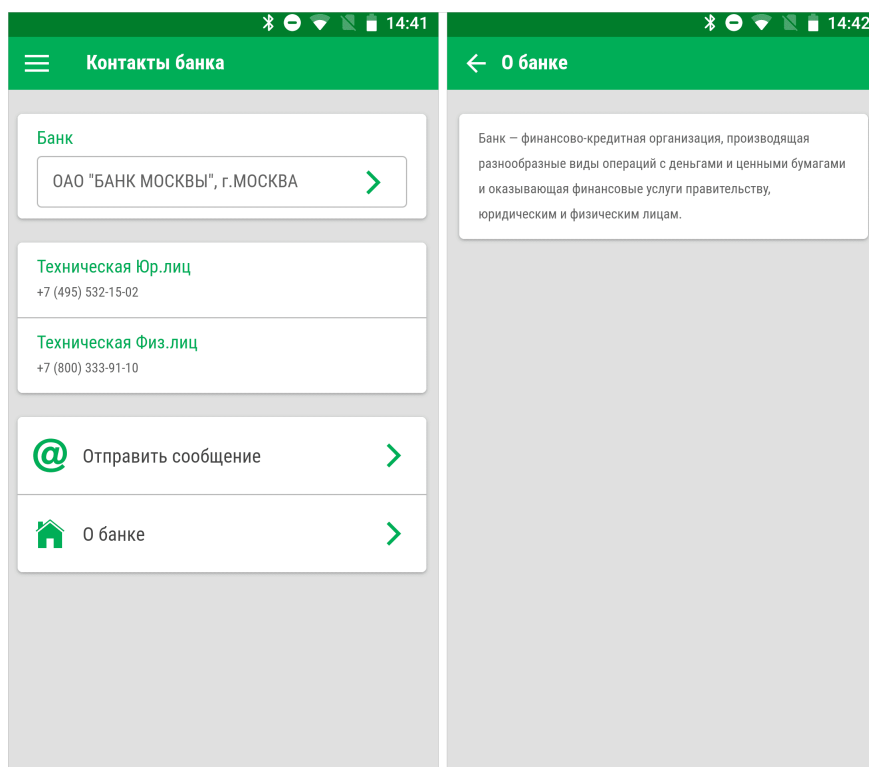 14:41
Контакты банка
Банк
ОАО "БАНК МОСКВЫ", г.МОСКВА
Техническая Юр.лиц
+7 (495) 532-15-02
Техническая Физ.лиц
+7 (800) 333-91-10
@ Отправить сообщение
О банке
14:42
О банке
Банк — финансово-кредитная организация, производящая
разнообразные виды операций с деньгами и ценными бумагами
и оказывающая финансовые услуги правительству,
юридическим и физическим лицам.